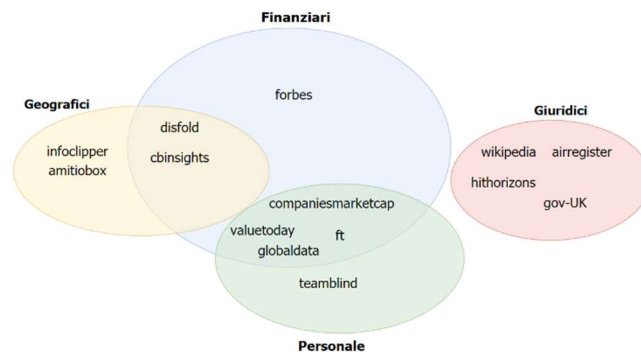 Finanziari
forbes
Geografici
disfold
infoclipper
cbinsights
amitiobox
Giuridici
wikipedia airregister
hithorizons
gov-UK
companiesmarketcap
valuetoday ft
globaldata
teamblind
Personale